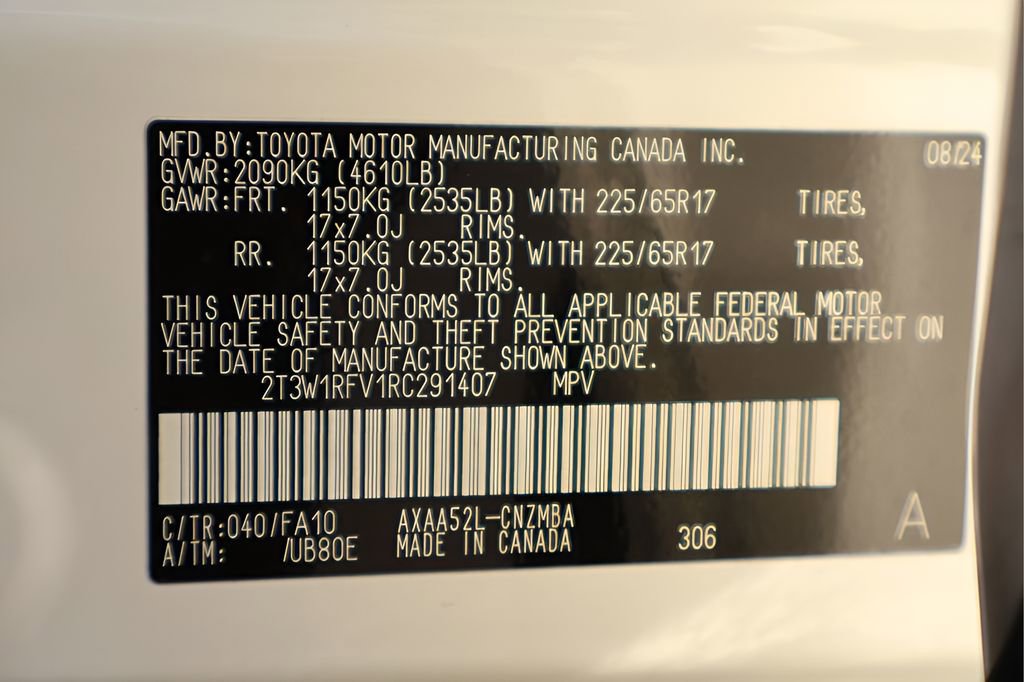 MFD.BY:TOYOTA MOTOR MANUFACTURING CANADA INC. 08/24
GVWR:2090KG (4610LB)
GAWR:FRT. 1150KG (2535LB) WITH 225/65R17 TIRES,
17x7.0J RIMS.
RR. 1150KG (2535LB) WITH 225/65R17 TIRES,
17x7.0J RIMS.
THIS VEHICLE CONFORMS TO ALL APPLICABLE FEDERAL MOTOR
VEHICLE SAFETY AND THEFT PREVENTION STANDARDS IN EFFECT ON
THE DATE OF MANUFACTURE SHOWN ABOVE.
2T3W1RFV1RC291407 MPV
C/TR:040/FA10 AXAA52L-CNZMBA
A/TM: /UB80E MADE IN CANADA 306 A